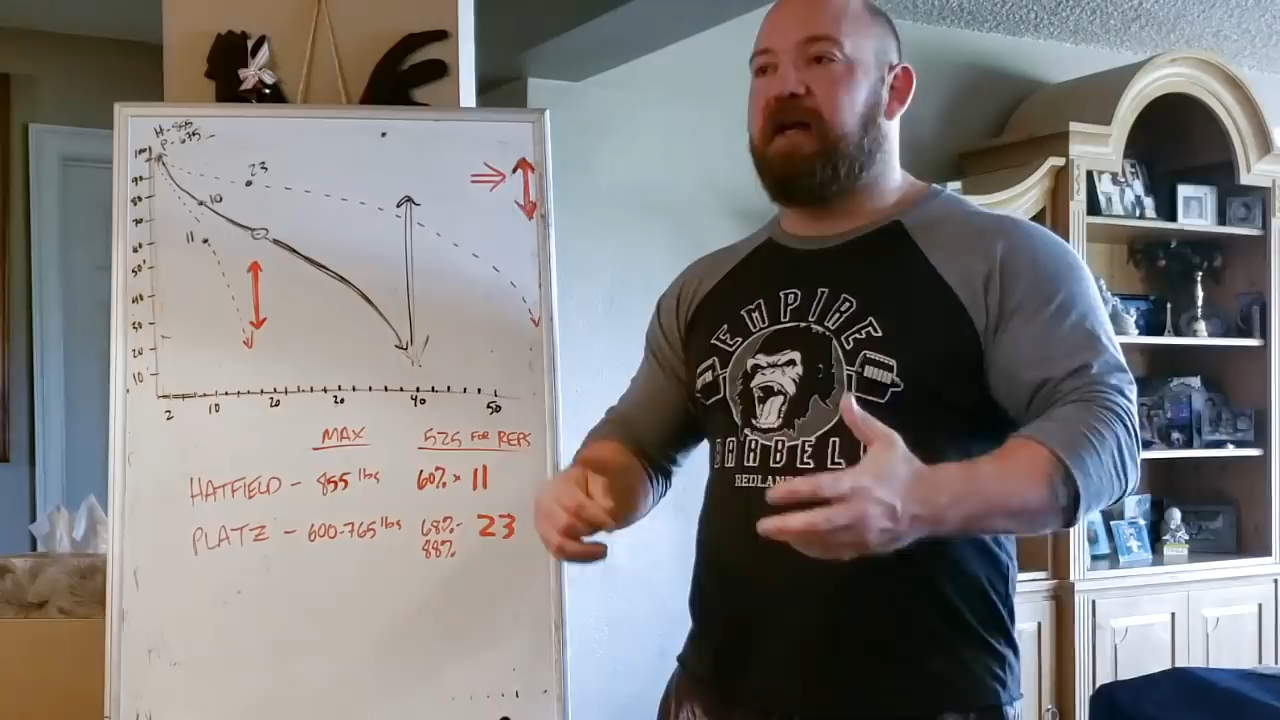 H-855
P-675
100
90
80
70
60
50
40
30
20
10
23
10
11
2 10 20 30 40 50
MAX 525 FOR REPS
HATFIELD - 855 lbs 60% × 11
PLATZ - 600-765 lbs 68%- 23
88%
EMPIRE
BARBELL
REDLAND